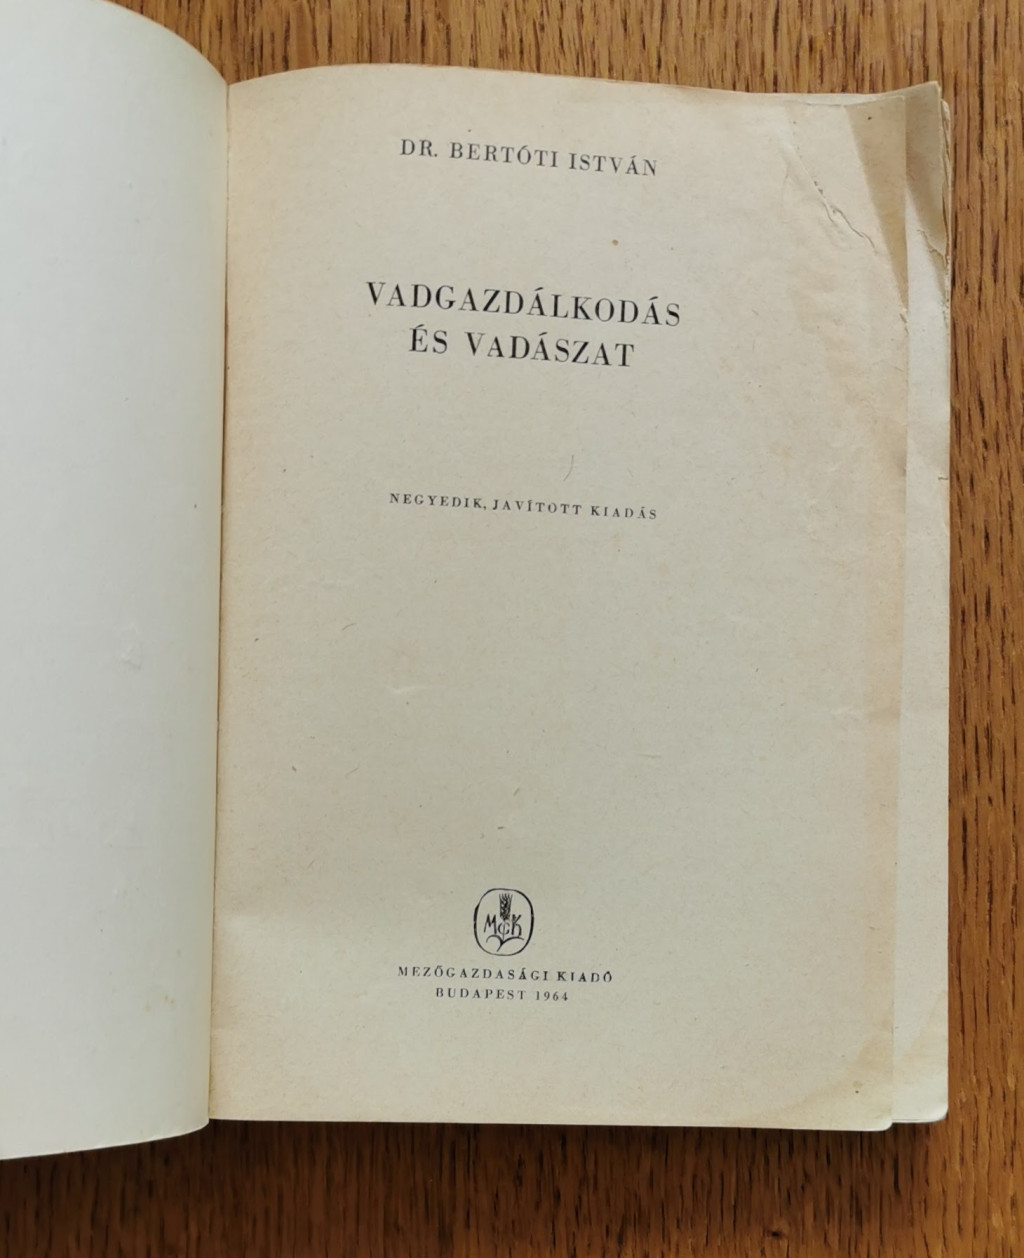 DR. BERTÓTI ISTVÁN
VADGAZDÁLKODÁS
ÉS VADÁSZAT
NEGYEDIK, JAVÍTOTT KIADÁS
MGK
MEZŐGAZDASÁGI KIADÓ
BUDAPEST 1964